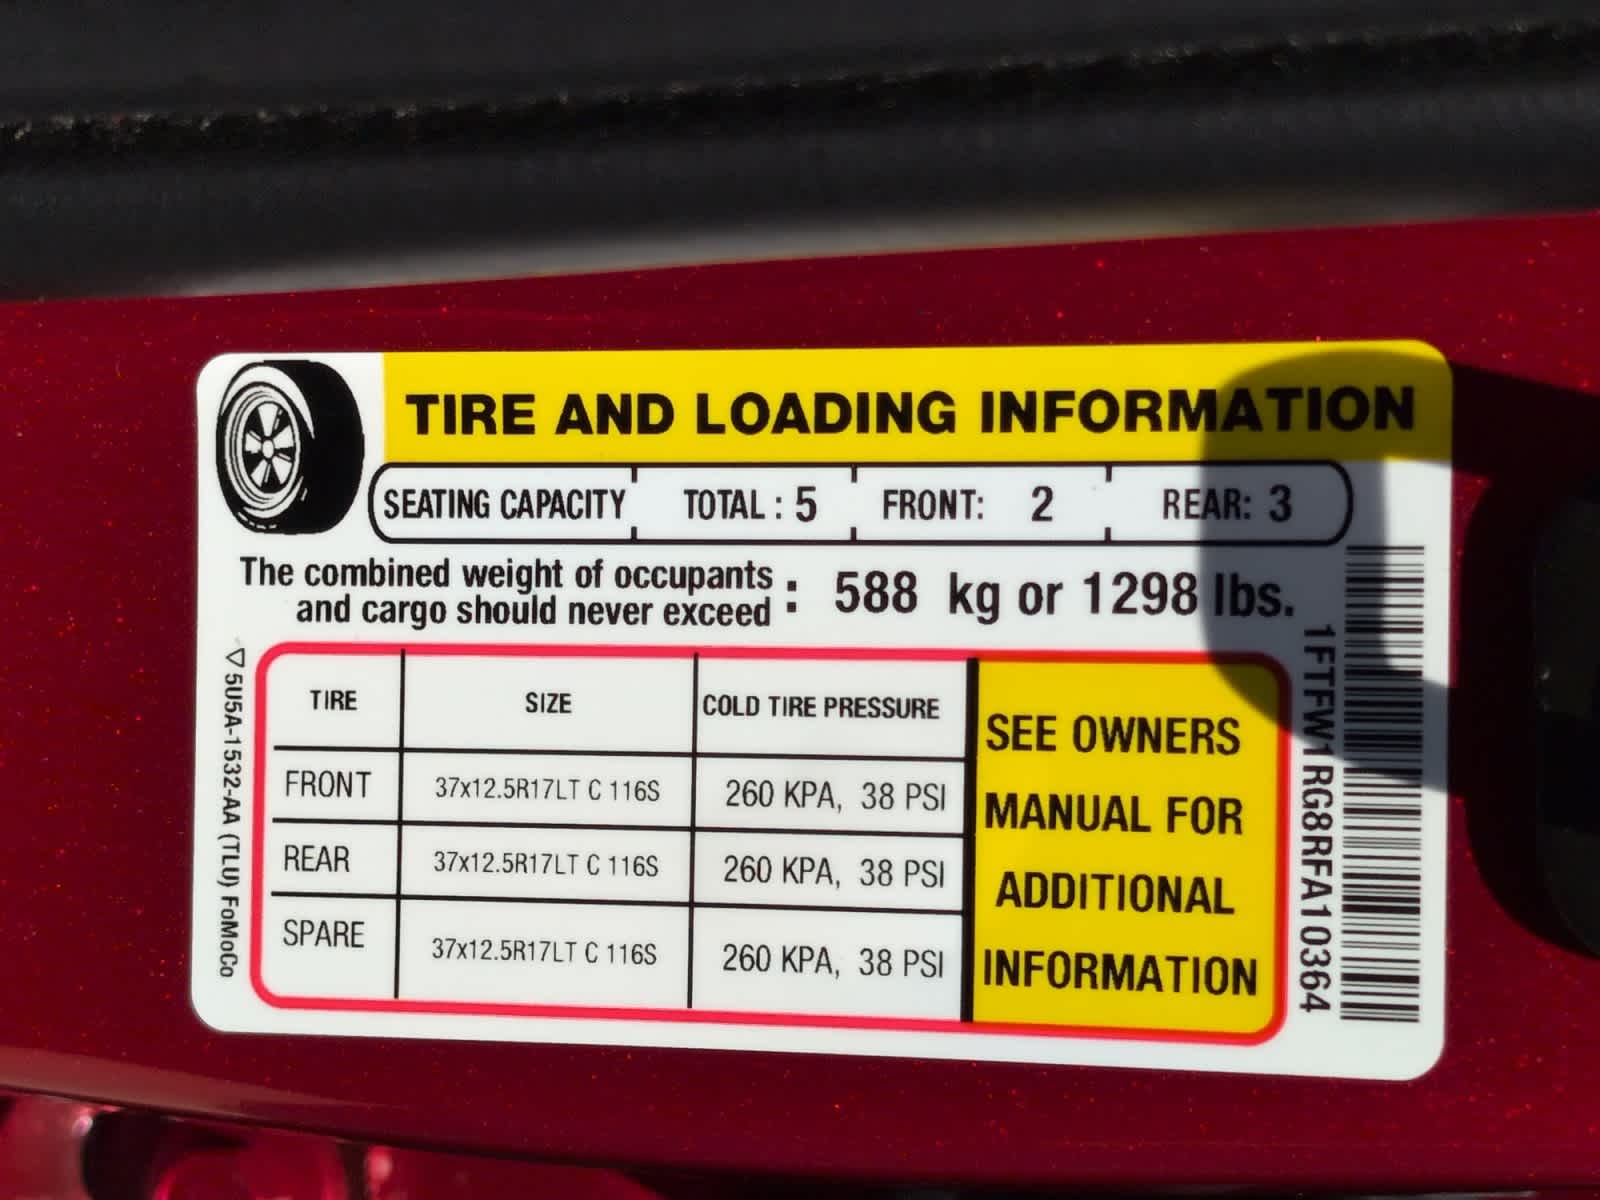 TIRE AND LOADING INFORMATION
SEATING CAPACITY TOTAL : 5 FRONT: 2 REAR: 3
The combined weight of occupants
and cargo should never exceed : 588 kg or 1298 lbs.
TIRE SIZE COLD TIRE PRESSURE
FRONT 37x12.5R17LT C 116S 260 KPA, 38 PSI
REAR 37x12.5R17LT C 116S 260 KPA, 38 PSI
SPARE 37x12.5R17LT C 116S 260 KPA, 38 PSI
SEE OWNERS
MANUAL FOR
ADDITIONAL
INFORMATION
5U5A-1532-AA (TLU) FoMoCo
1FTFW1RG8RFA10364